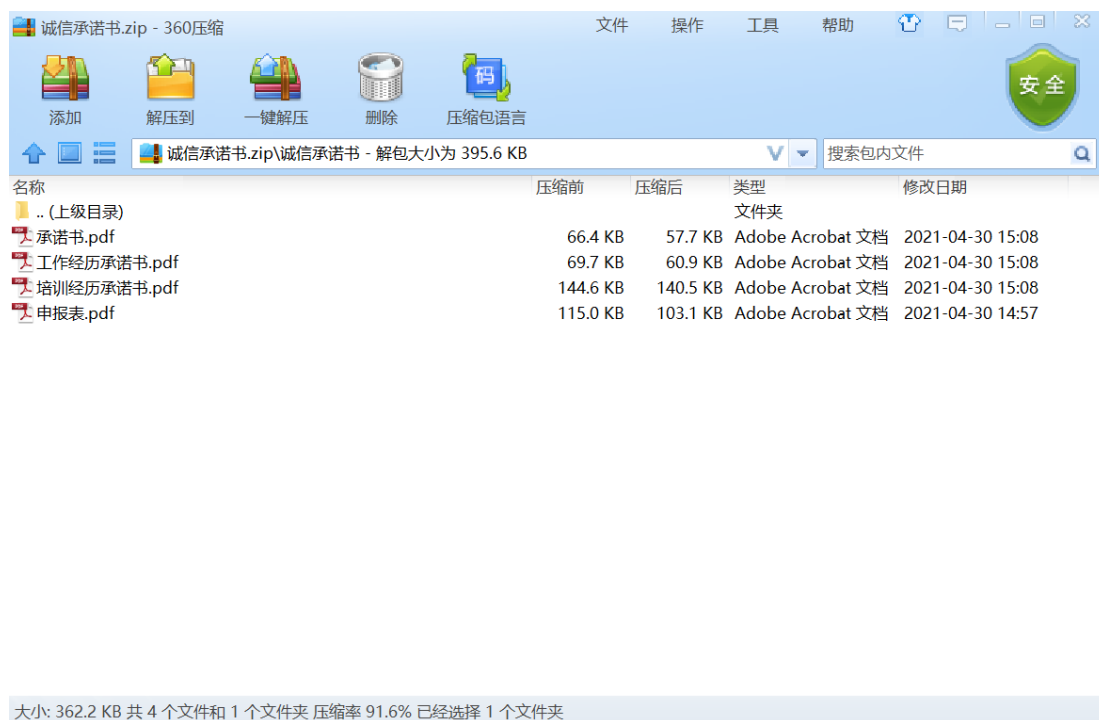 诚信承诺书.zip - 360压缩 文件 操作 工具 帮助
添加 解压到 一键解压 删除 压缩包语言 安全
码
诚信承诺书.zip\诚信承诺书 - 解包大小为 395.6 KB 搜索包内文件
名称 压缩前 压缩后 类型 修改日期
.. (上级目录) 文件夹
承诺书.pdf 66.4 KB 57.7 KB Adobe Acrobat 文档 2021-04-30 15:08
工作经历承诺书.pdf 69.7 KB 60.9 KB Adobe Acrobat 文档 2021-04-30 15:08
培训经历承诺书.pdf 144.6 KB 140.5 KB Adobe Acrobat 文档 2021-04-30 15:08
申报表.pdf 115.0 KB 103.1 KB Adobe Acrobat 文档 2021-04-30 14:57
大小: 362.2 KB 共 4 个文件和 1 个文件夹 压缩率 91.6% 已经选择 1 个文件夹